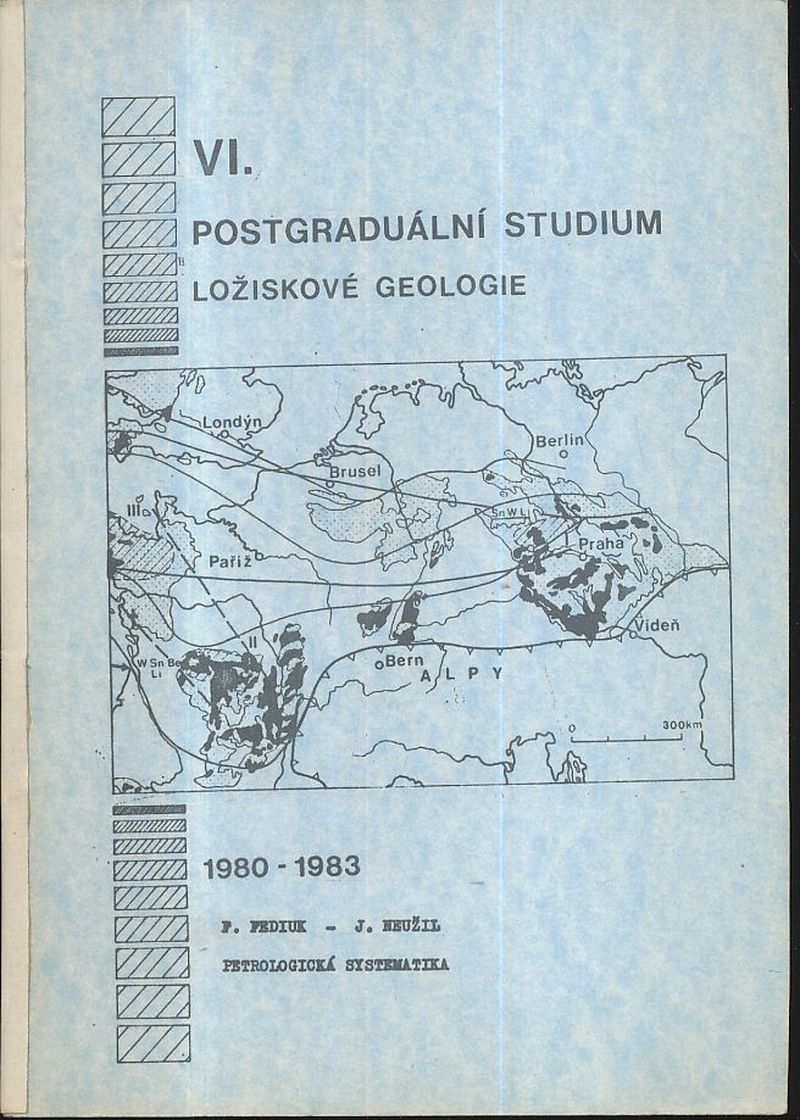 VI.
POSTGRADUÁLNÍ STUDIUM
LOŽISKOVÉ GEOLOGIE
Londýn
Berlín
Brusel
III
Sn W Li
I
Praha
Paříž
Videň
II
Bern
W Sn Be
Li
ALPY
0 300km
1980 - 1983
F. FEDIUK - J. NEUŽIL
PETROLOGICKÁ SYSTEMATIKA